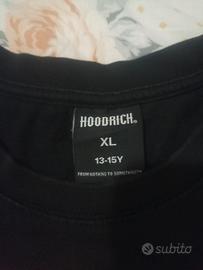 HOODRICH®
XL
13-15Y
FROM NOTHING TO SOMETHING
subito